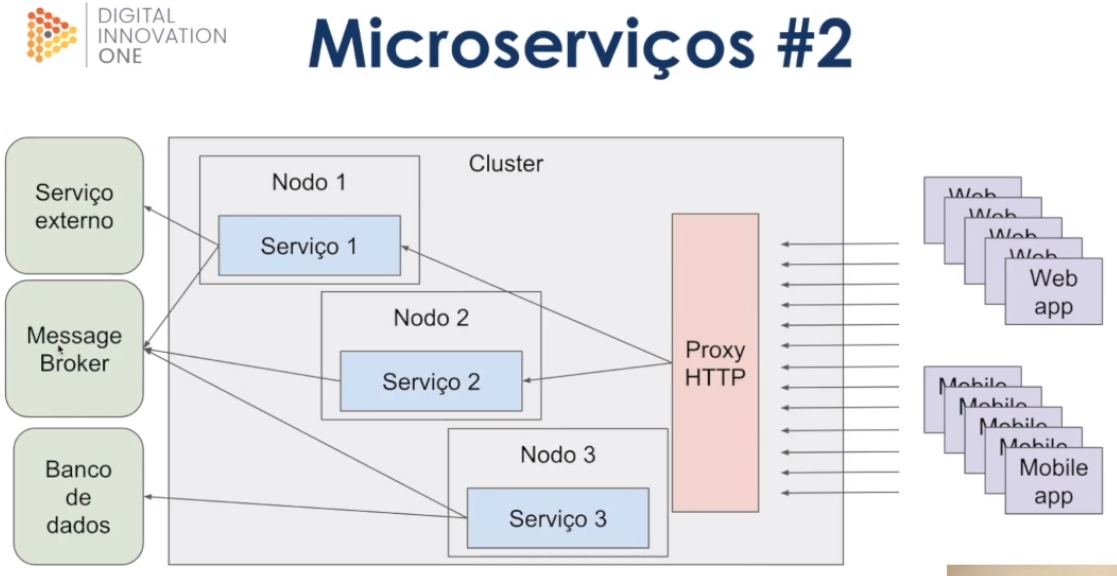 DIGITAL
INNOVATION
ONE
Microserviços #2
Serviço
externo
Message
Broker
Banco
de
dados
Cluster
Nodo 1
Serviço 1
Nodo 2
Serviço 2
Nodo 3
Serviço 3
Proxy
HTTP
Web
Web
Web
Web
Web
app
Mobile
Mobile
Mobile
Mobile
Mobile
app